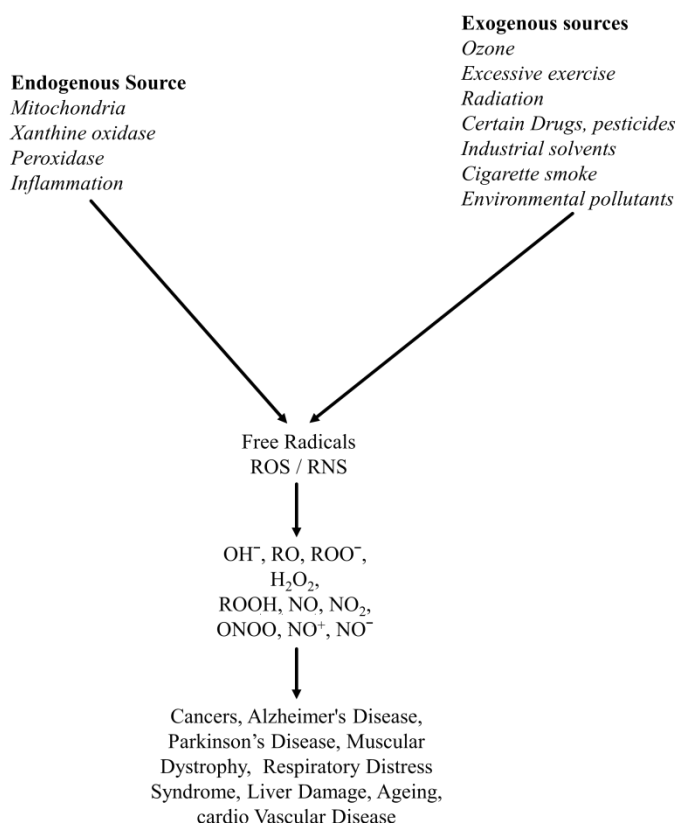 Endogenous Source
Mitochondria
Xanthine oxidase
Peroxidase
Inflammation
Exogenous sources
Ozone
Excessive exercise
Radiation
Certain Drugs, pesticides
Industrial solvents
Cigarette smoke
Environmental pollutants
Free Radicals
ROS / RNS
OH⁻, RO, ROO⁻,
H₂O₂,
ROOH, NO, NO₂,
ONOO, NO⁺, NO⁻
Cancers, Alzheimer's Disease,
Parkinson’s Disease, Muscular
Dystrophy, Respiratory Distress
Syndrome, Liver Damage, Ageing,
cardio Vascular Disease